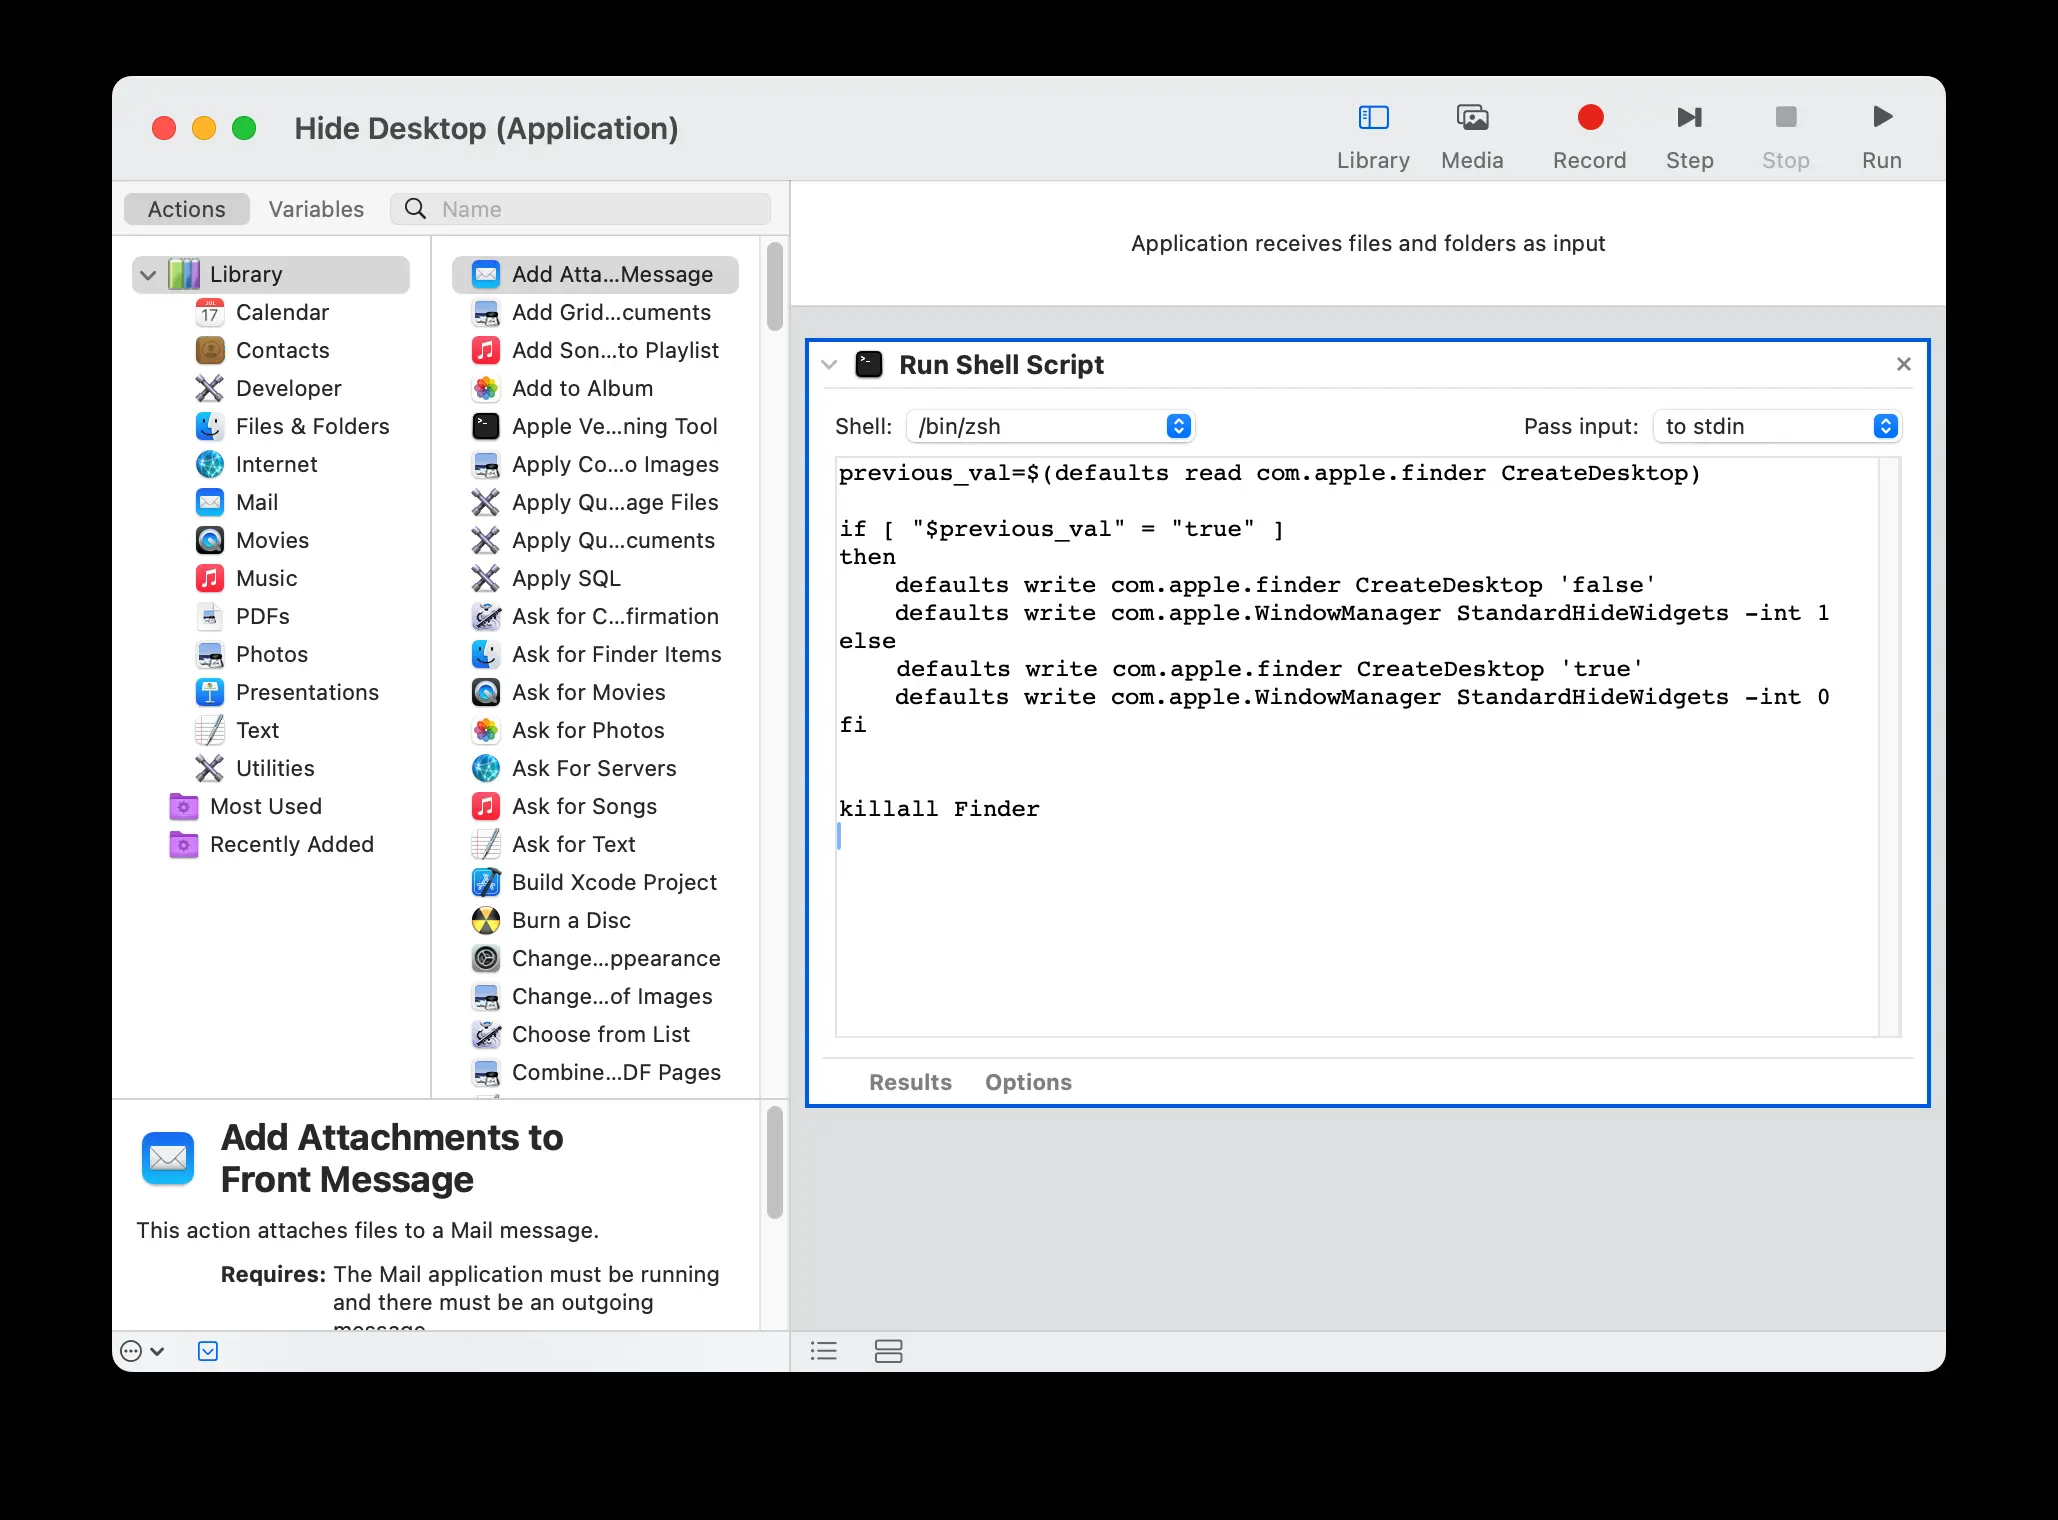 Hide Desktop (Application)
Library
Media
Record
Step
Stop
Run
Actions
Variables
Name
Library
JUL
17
Calendar
Contacts
Developer
Files & Folders
Internet
Mail
Movies
Music
PDFs
Photos
Presentations
Text
Utilities
Most Used
Recently Added
Add Atta...Message
Add Grid...cuments
Add Son...to Playlist
Add to Album
Apple Ve...ning Tool
Apply Co...o Images
Apply Qu...age Files
Apply Qu...cuments
Apply SQL
Ask for C...firmation
Ask for Finder Items
Ask for Movies
Ask for Photos
Ask For Servers
Ask for Songs
Ask for Text
Build Xcode Project
Burn a Disc
Change...ppearance
Change...of Images
Choose from List
Combine...DF Pages
Add Attachments to
Front Message
This action attaches files to a Mail message.
Requires: The Mail application must be running
and there must be an outgoing
message.
Application receives files and folders as input
Run Shell Script
Shell: /bin/zsh
Pass input: to stdin
previous_val=$(defaults read com.apple.finder CreateDesktop)
if [ "$previous_val" = "true" ]
then
    defaults write com.apple.finder CreateDesktop 'false'
    defaults write com.apple.WindowManager StandardHideWidgets -int 1
else
    defaults write com.apple.finder CreateDesktop 'true'
    defaults write com.apple.WindowManager StandardHideWidgets -int 0
fi
killall Finder
Results
Options